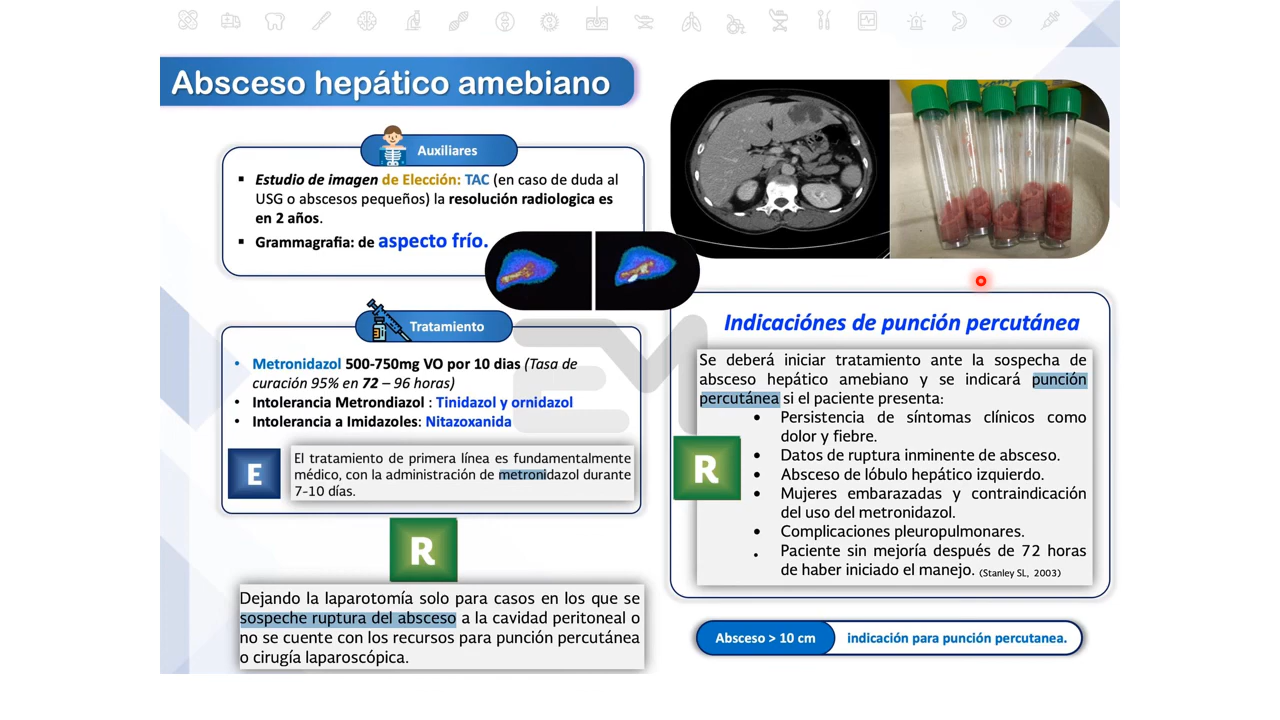 Absceso hepático amebiano
Auxiliares
▪ Estudio de imagen de Elección: TAC (en caso de duda al
USG o abscesos pequeños) la resolución radiologica es
en 2 años.
▪ Grammagrafia: de aspecto frío.
Tratamiento
• Metronidazol 500-750mg VO por 10 dias (Tasa de
curación 95% en 72 – 96 horas)
• Intolerancia Metrondiazol : Tinidazol y ornidazol
• Intolerancia a Imidazoles: Nitazoxanida
E
El tratamiento de primera línea es fundamentalmente
médico, con la administración de metronidazol durante
7-10 días.
R
Dejando la laparotomía solo para casos en los que se
sospeche ruptura del absceso a la cavidad peritoneal o
no se cuente con los recursos para punción percutánea
o cirugía laparoscópica.
EM
Indicaciónes de punción percutánea
Se deberá iniciar tratamiento ante la sospecha de
absceso hepático amebiano y se indicará punción
percutánea si el paciente presenta:
• Persistencia de síntomas clínicos como
dolor y fiebre.
• Datos de ruptura inminente de absceso.
• Absceso de lóbulo hepático izquierdo.
• Mujeres embarazadas y contraindicación
del uso del metronidazol.
• Complicaciones pleuropulmonares.
• Paciente sin mejoría después de 72 horas
de haber iniciado el manejo. (Stanley SL, 2003)
R
Absceso > 10 cm indicación para punción percutanea.